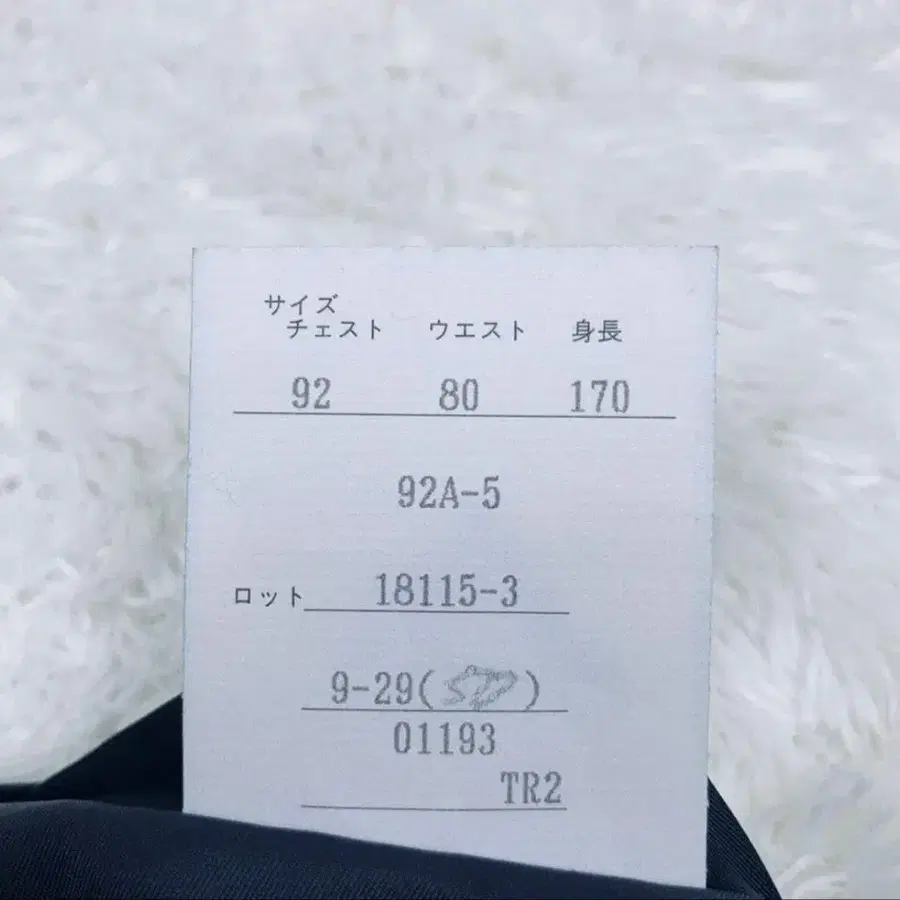 サイズ
チェスト ウエスト 身長
92 80 170
92A-5
ロット 18115-3
9-29( )
01193
TR2